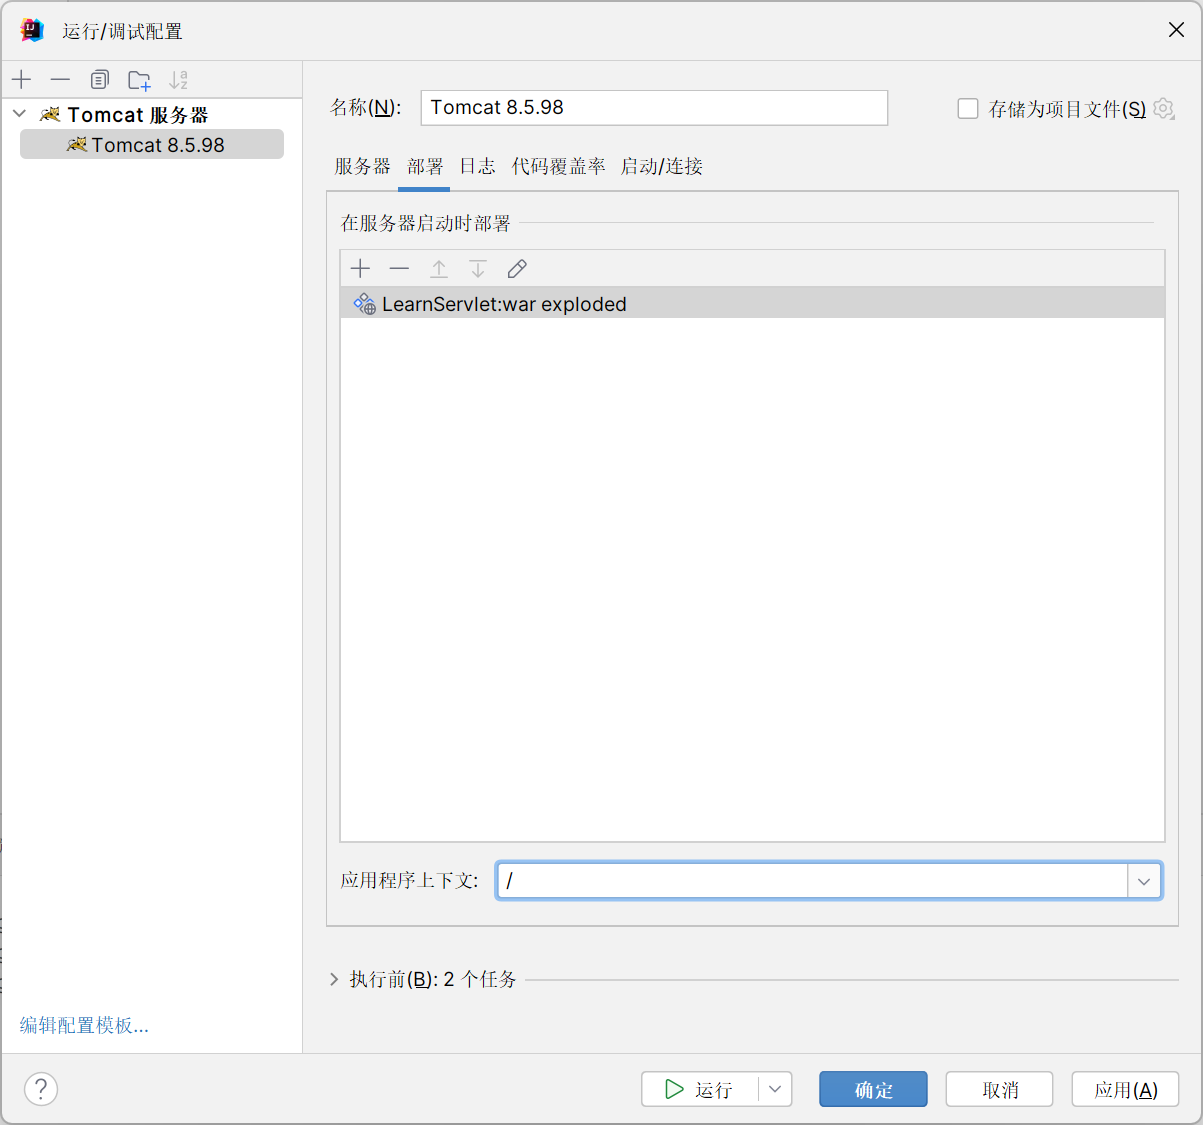 运行/调试配置
Tomcat 服务器
Tomcat 8.5.98
名称(N):
Tomcat 8.5.98
存储为项目文件(S)
服务器 部署 日志 代码覆盖率 启动/连接
在服务器启动时部署
LearnServlet:war exploded
应用程序上下文:
/
执行前(B): 2 个任务
编辑配置模板...
?
运行
确定
取消
应用(A)